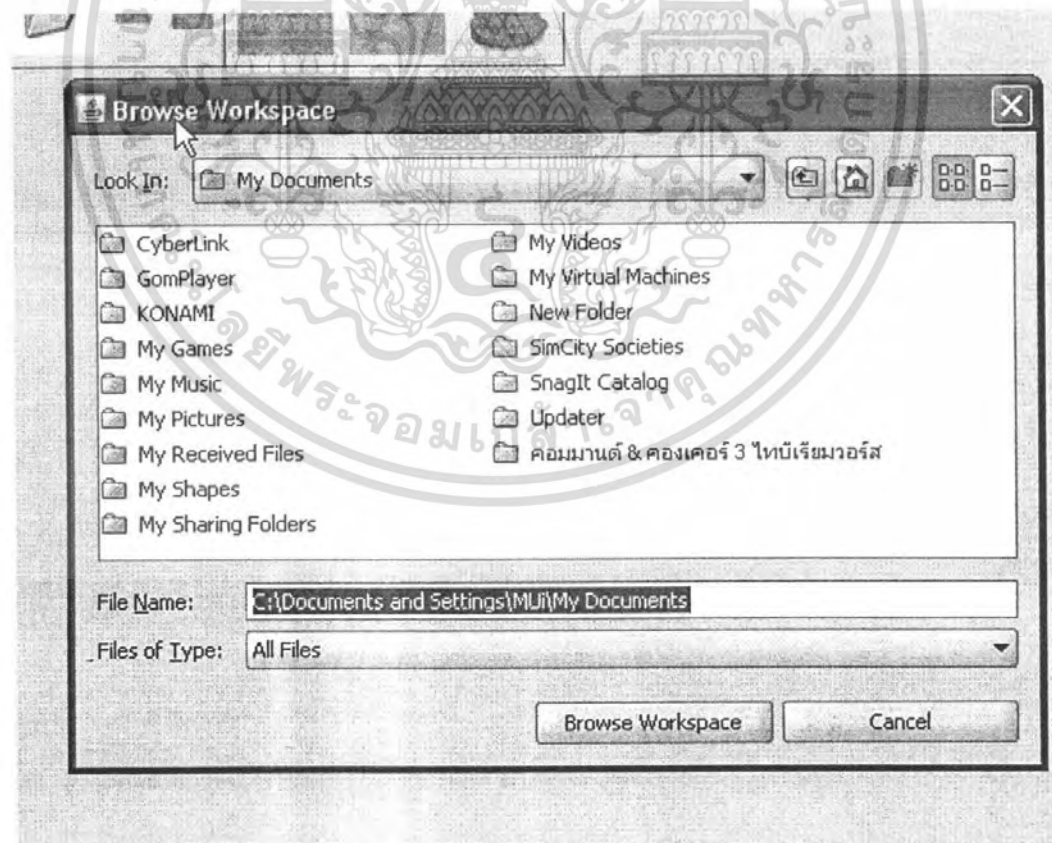 Browse Workspace
Look In: My Documents
CyberLink
GomPlayer
KONAMI
My Games
My Music
My Pictures
My Received Files
My Shapes
My Sharing Folders
My Videos
My Virtual Machines
New Folder
SimCity Societies
SnagIt Catalog
Updater
คอมมานด์ & คองเคอร์ 3 ไทบีเรียมวอร์ส
File Name: C:\Documents and Settings\MUi\My Documents
Files of Type: All Files
Browse Workspace Cancel